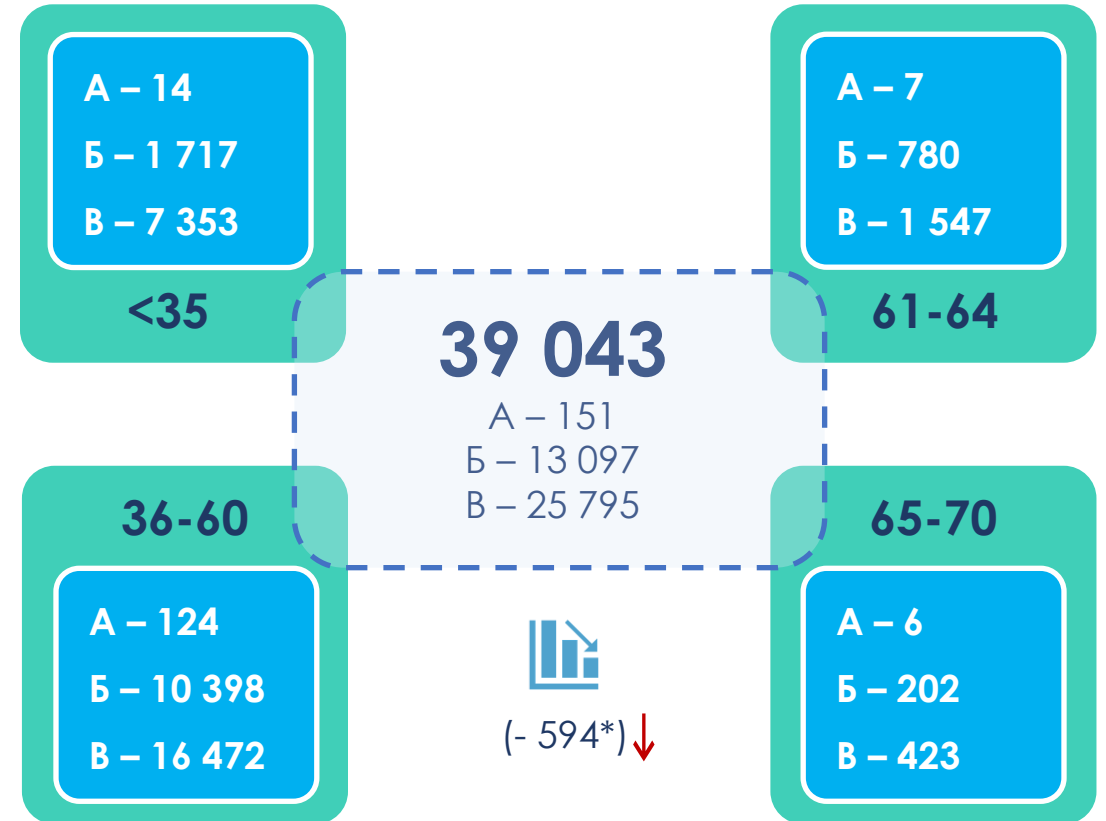 А – 14
Б – 1 717
В – 7 353
<35
А – 7
Б – 780
В – 1 547
61-64
39 043
А – 151
Б – 13 097
В – 25 795
36-60
А – 124
Б – 10 398
В – 16 472
65-70
А – 6
Б – 202
В – 423
(- 594*)